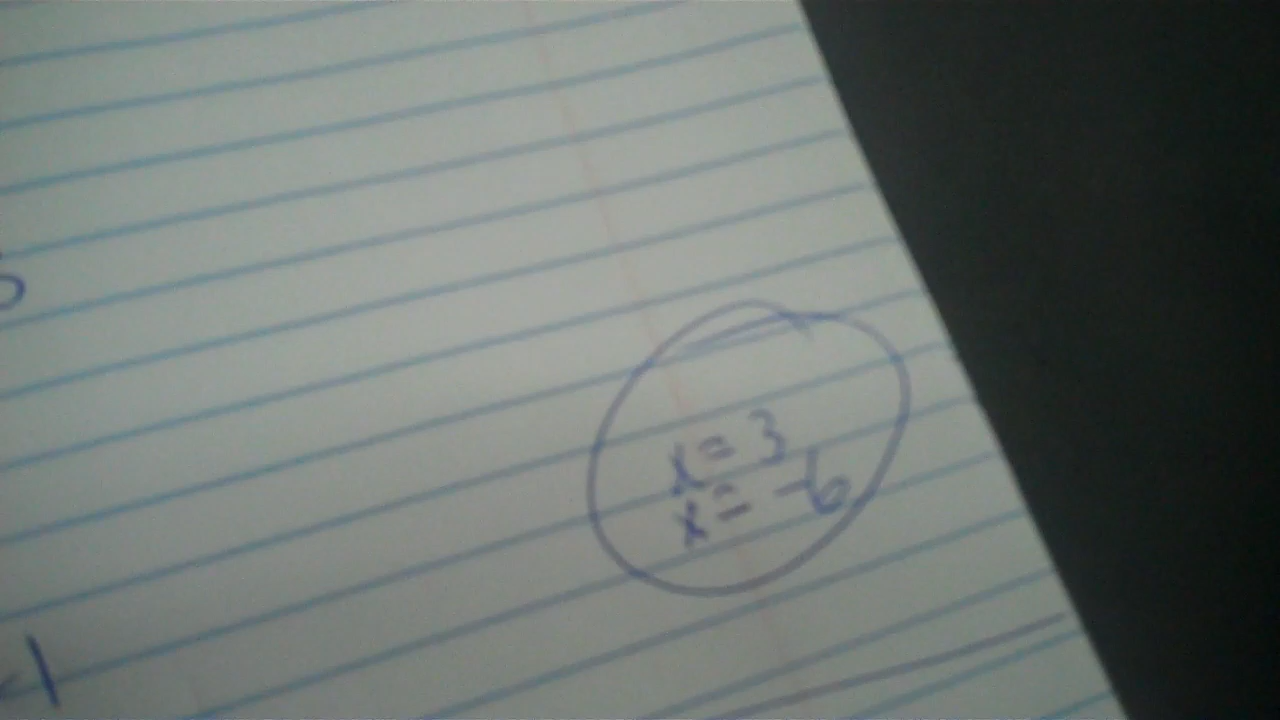 x = 3
x = -6